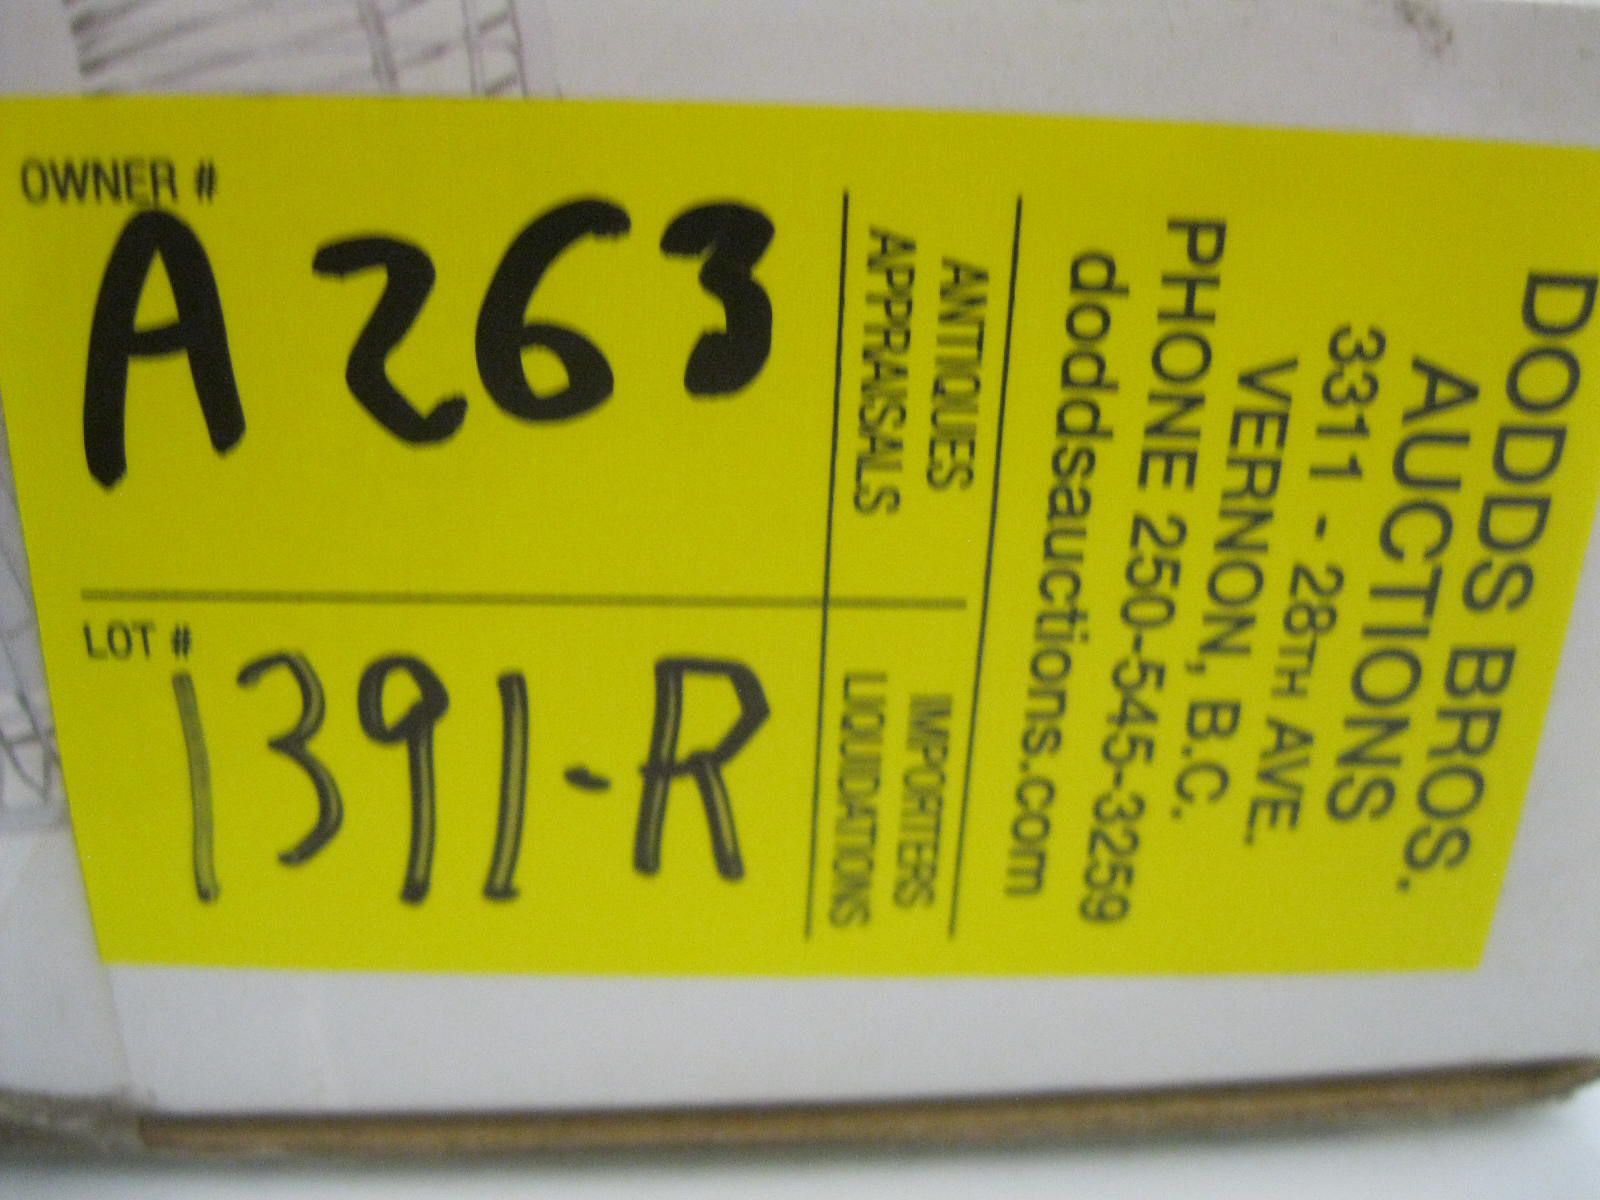 OWNER #
A263
LOT #
1391-R
DODDS BROS.
AUCTIONS
3311 - 28TH AVE.
VERNON, B.C.
PHONE 250-545-3259
doddsauctions.com
ANTIQUES IMPORTERS
APPRAISALS LIQUIDATIONS